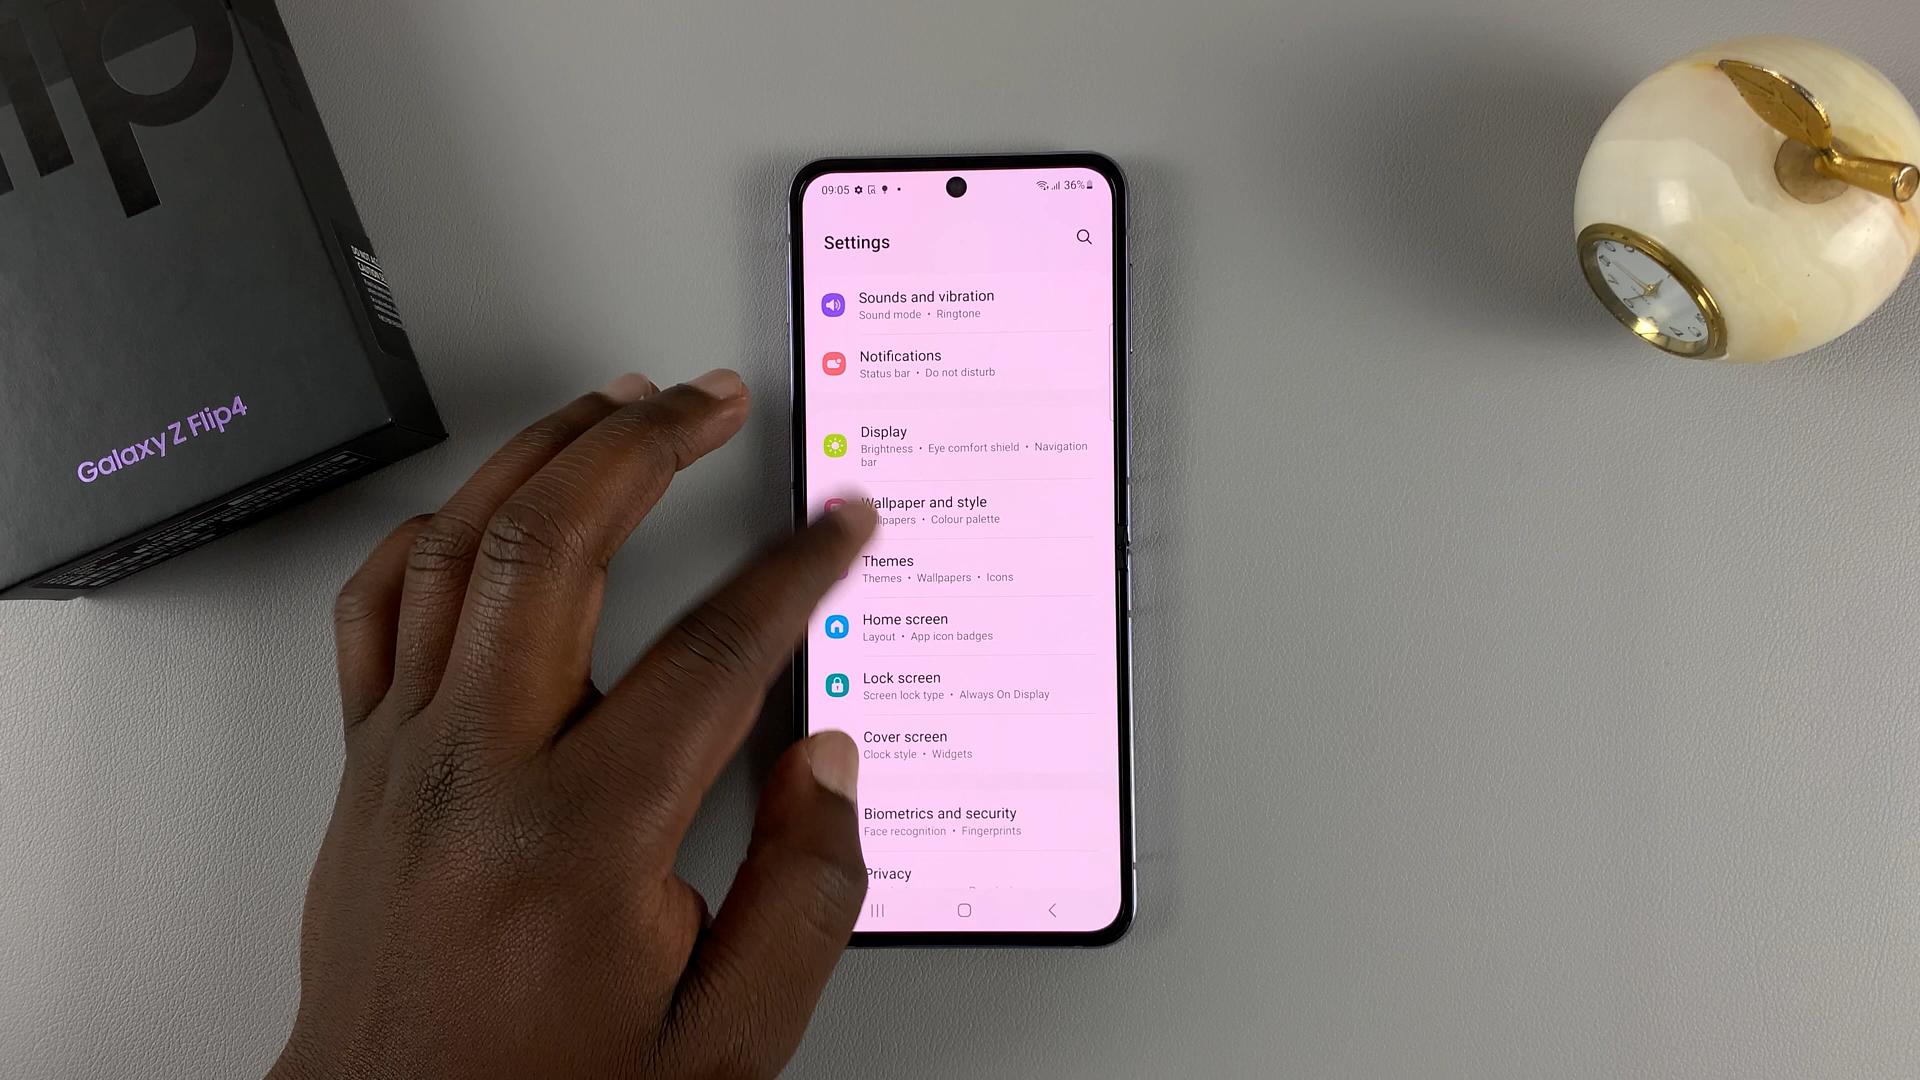 Galaxy Z Flip4
09:05
36%
Settings
Sounds and vibration
Sound mode • Ringtone
Notifications
Status bar • Do not disturb
Display
Brightness • Eye comfort shield • Navigation
bar
Wallpaper and style
• Colour palette
Themes
Themes • Wallpapers • Icons
Home screen
Layout • App icon badges
Lock screen
Screen lock type • Always On Display
Cover screen
Clock style • Widgets
Biometrics and security
Face recognition • Fingerprints
Privacy